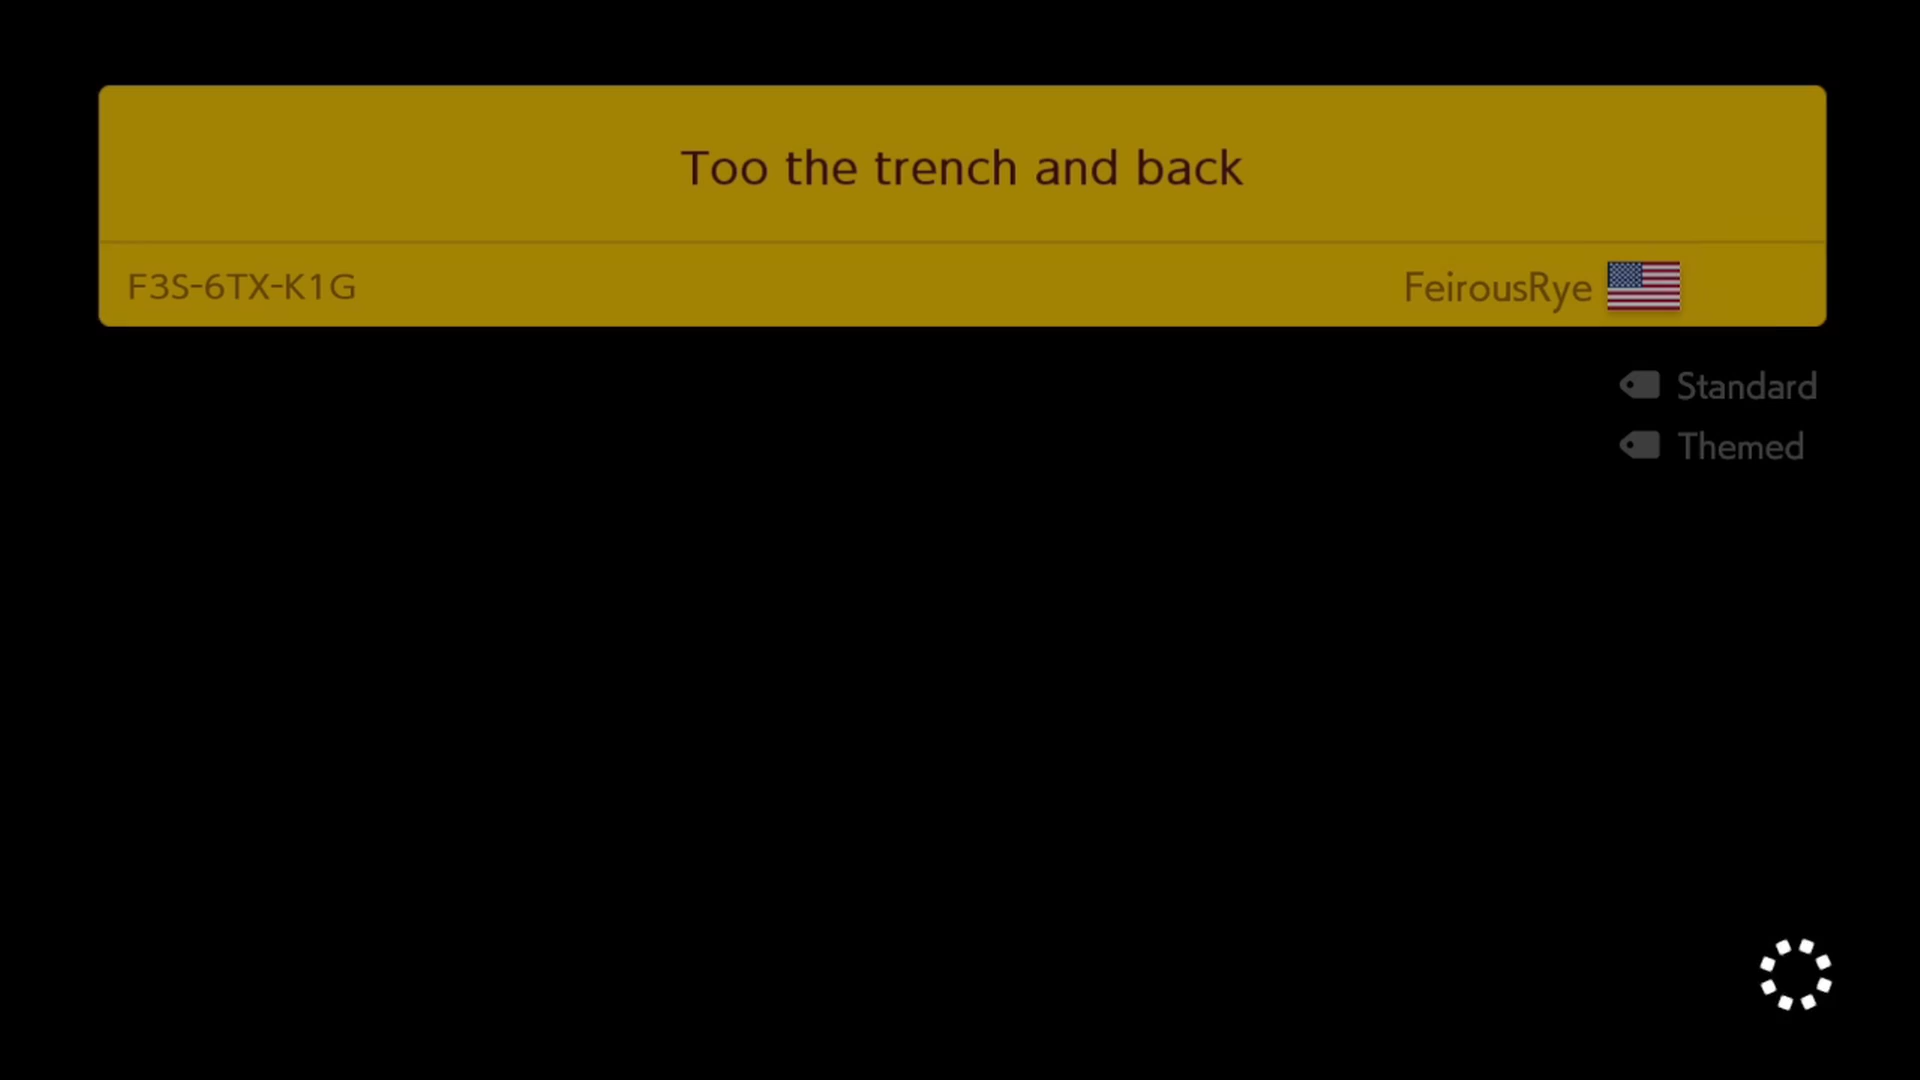 Too the trench and back
F3S-6TX-K1G
FeirousRye
Standard
Themed